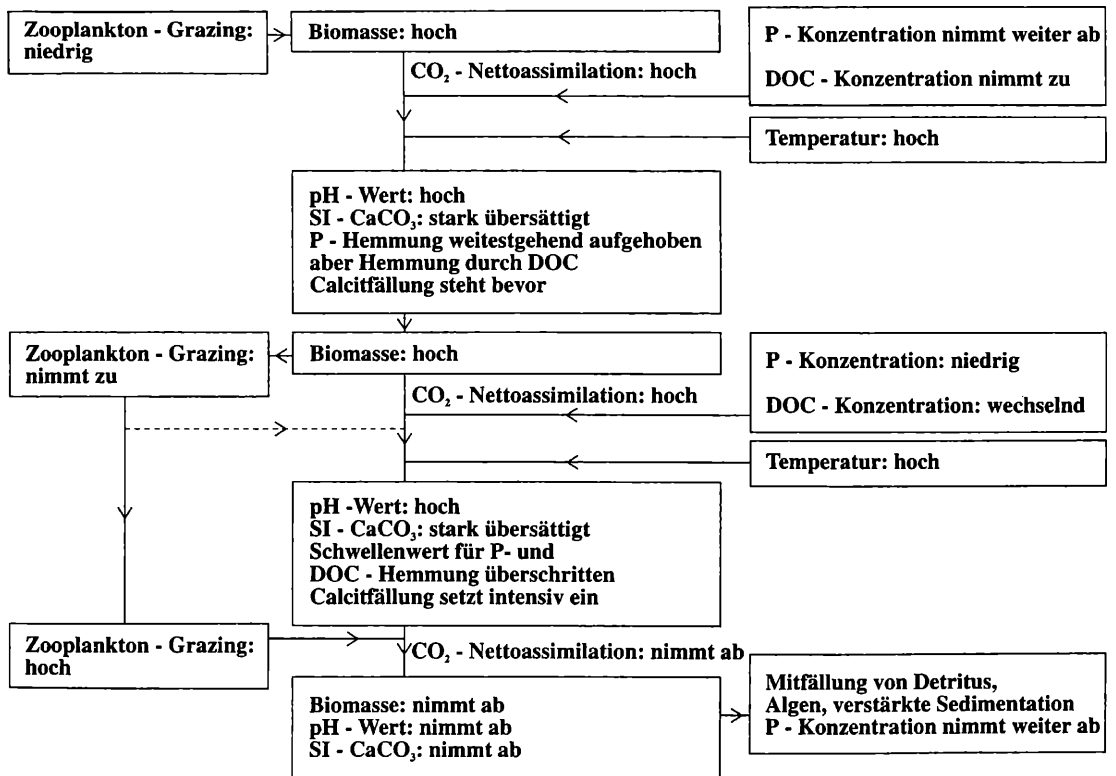 Zooplankton - Grazing:
niedrig
Biomasse: hoch
P - Konzentration nimmt weiter ab
DOC - Konzentration nimmt zu
CO₂ - Nettoassimilation: hoch
Temperatur: hoch
pH - Wert: hoch
SI - CaCO₃: stark übersättigt
P - Hemmung weitestgehend aufgehoben
aber Hemmung durch DOC
Calcitfällung steht bevor
Zooplankton - Grazing:
nimmt zu
Biomasse: hoch
P - Konzentration: niedrig
DOC - Konzentration: wechselnd
CO₂ - Nettoassimilation: hoch
Temperatur: hoch
pH -Wert: hoch
SI - CaCO₃: stark übersättigt
Schwellenwert für P- und
DOC - Hemmung überschritten
Calcitfällung setzt intensiv ein
Zooplankton - Grazing:
hoch
CO₂ - Nettoassimilation: nimmt ab
Biomasse: nimmt ab
pH - Wert: nimmt ab
SI - CaCO₃: nimmt ab
Mitfällung von Detritus,
Algen, verstärkte Sedimentation
P - Konzentration nimmt weiter ab